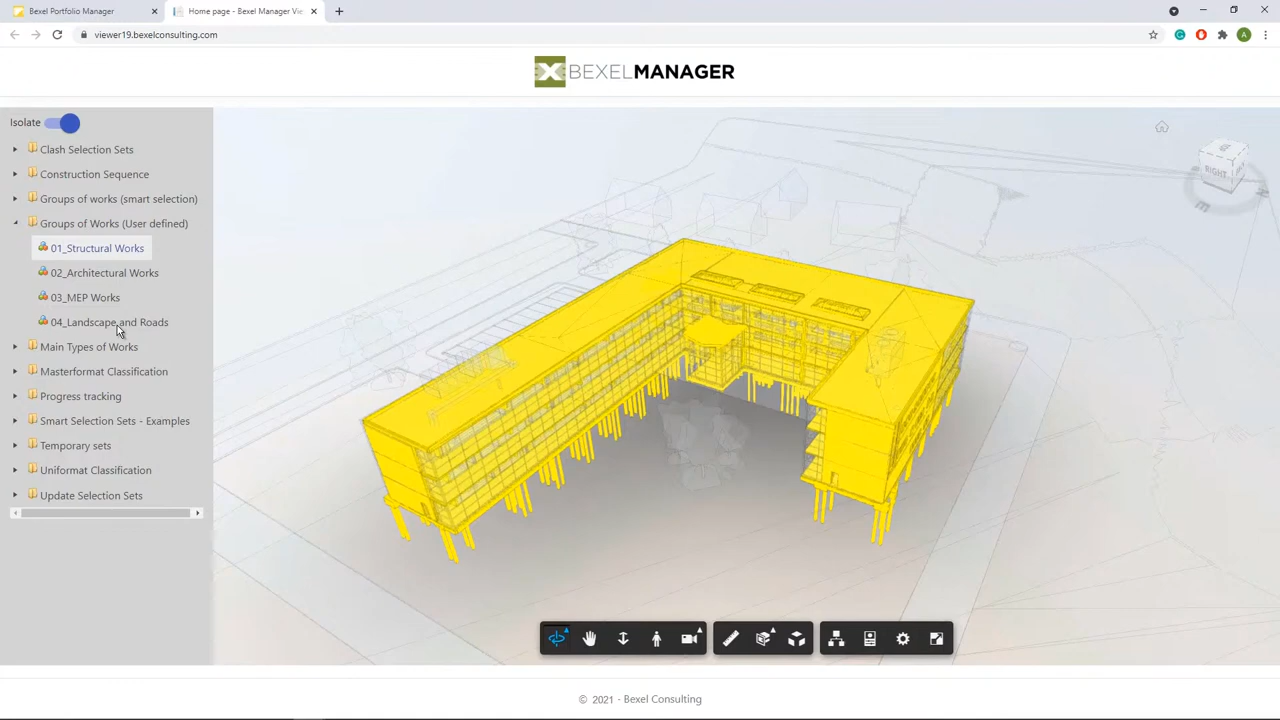 Bexel Portfolio Manager
Home page - Bexel Manager Vie
viewer19.bexelconsulting.com
A
BEXELMANAGER
Isolate
Clash Selection Sets
Construction Sequence
Groups of works (smart selection)
Groups of Works (User defined)
01_Structural Works
02_Architectural Works
03_MEP Works
04_Landscape and Roads
Main Types of Works
Masterformat Classification
Progress tracking
Smart Selection Sets - Examples
Temporary sets
Uniformat Classification
Update Selection Sets
RIGHT
© 2021 - Bexel Consulting